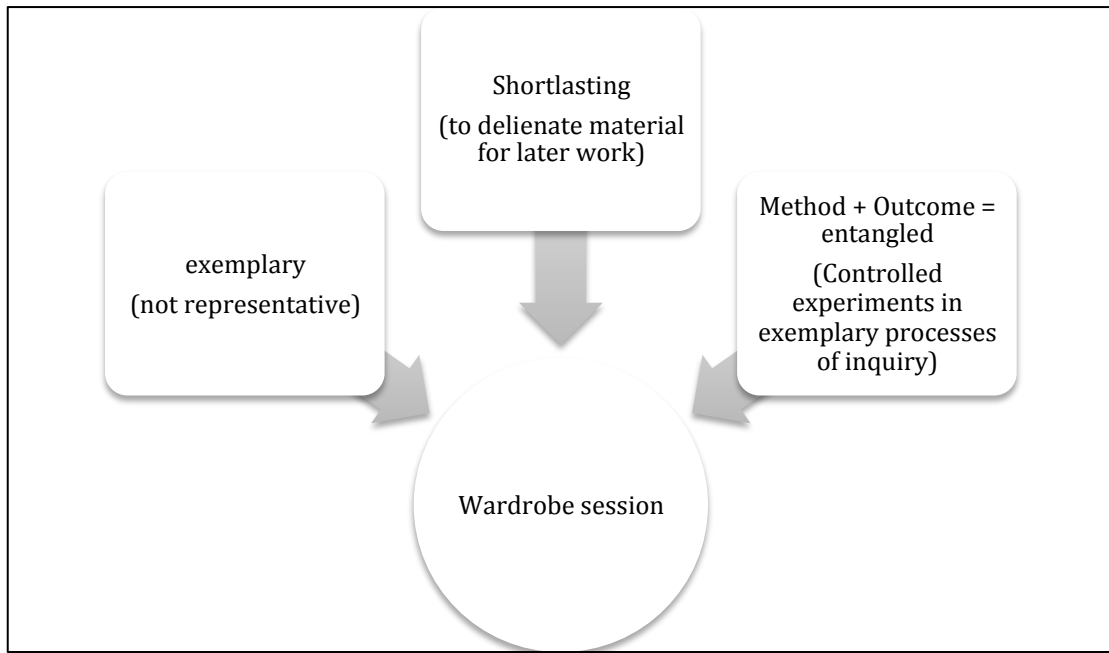 Shortlasting
(to delienate material
for later work)
exemplary
(not representative)
Method + Outcome =
entangled
(Controlled
experiments in
exemplary processes
of inquiry)
Wardrobe session